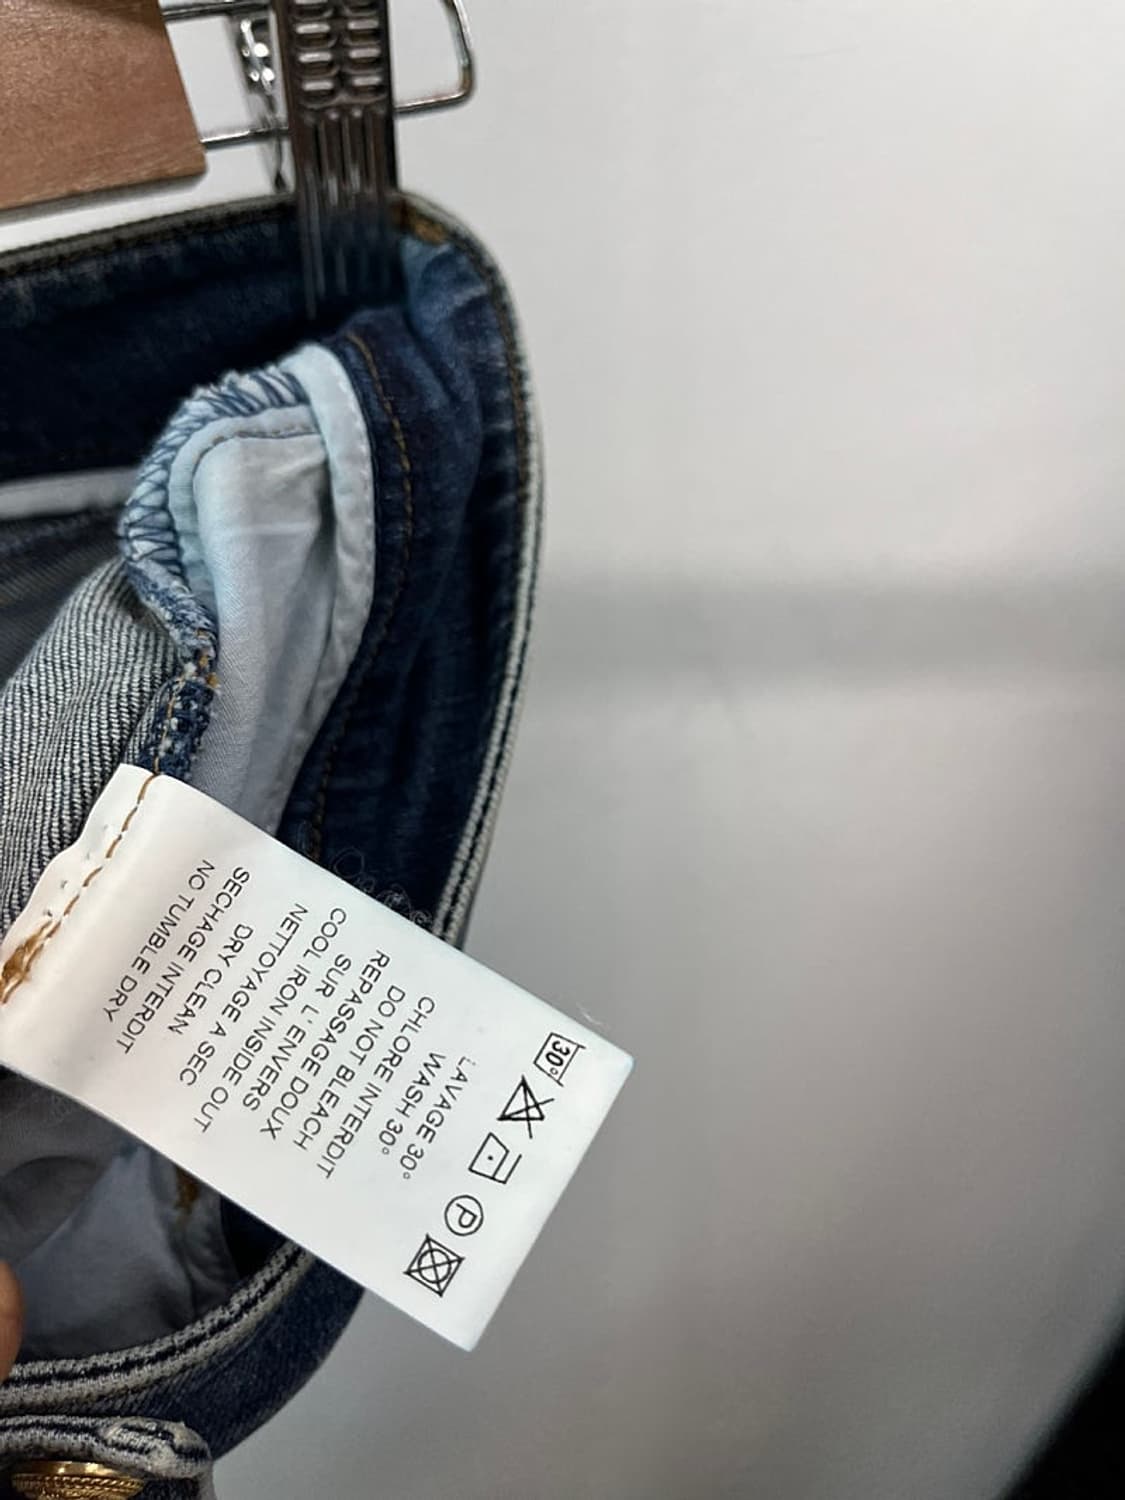 30°
P
LAVAGE 30°
WASH 30°
CHLORE INTERDIT
DO NOT BLEACH
REPASSAGE DOUX
SUR L'ENVERS
COOL IRON INSIDE OUT
NETTOYAGE A SEC
DRY CLEAN
SECHAGE INTERDIT
NO TUMBLE DRY